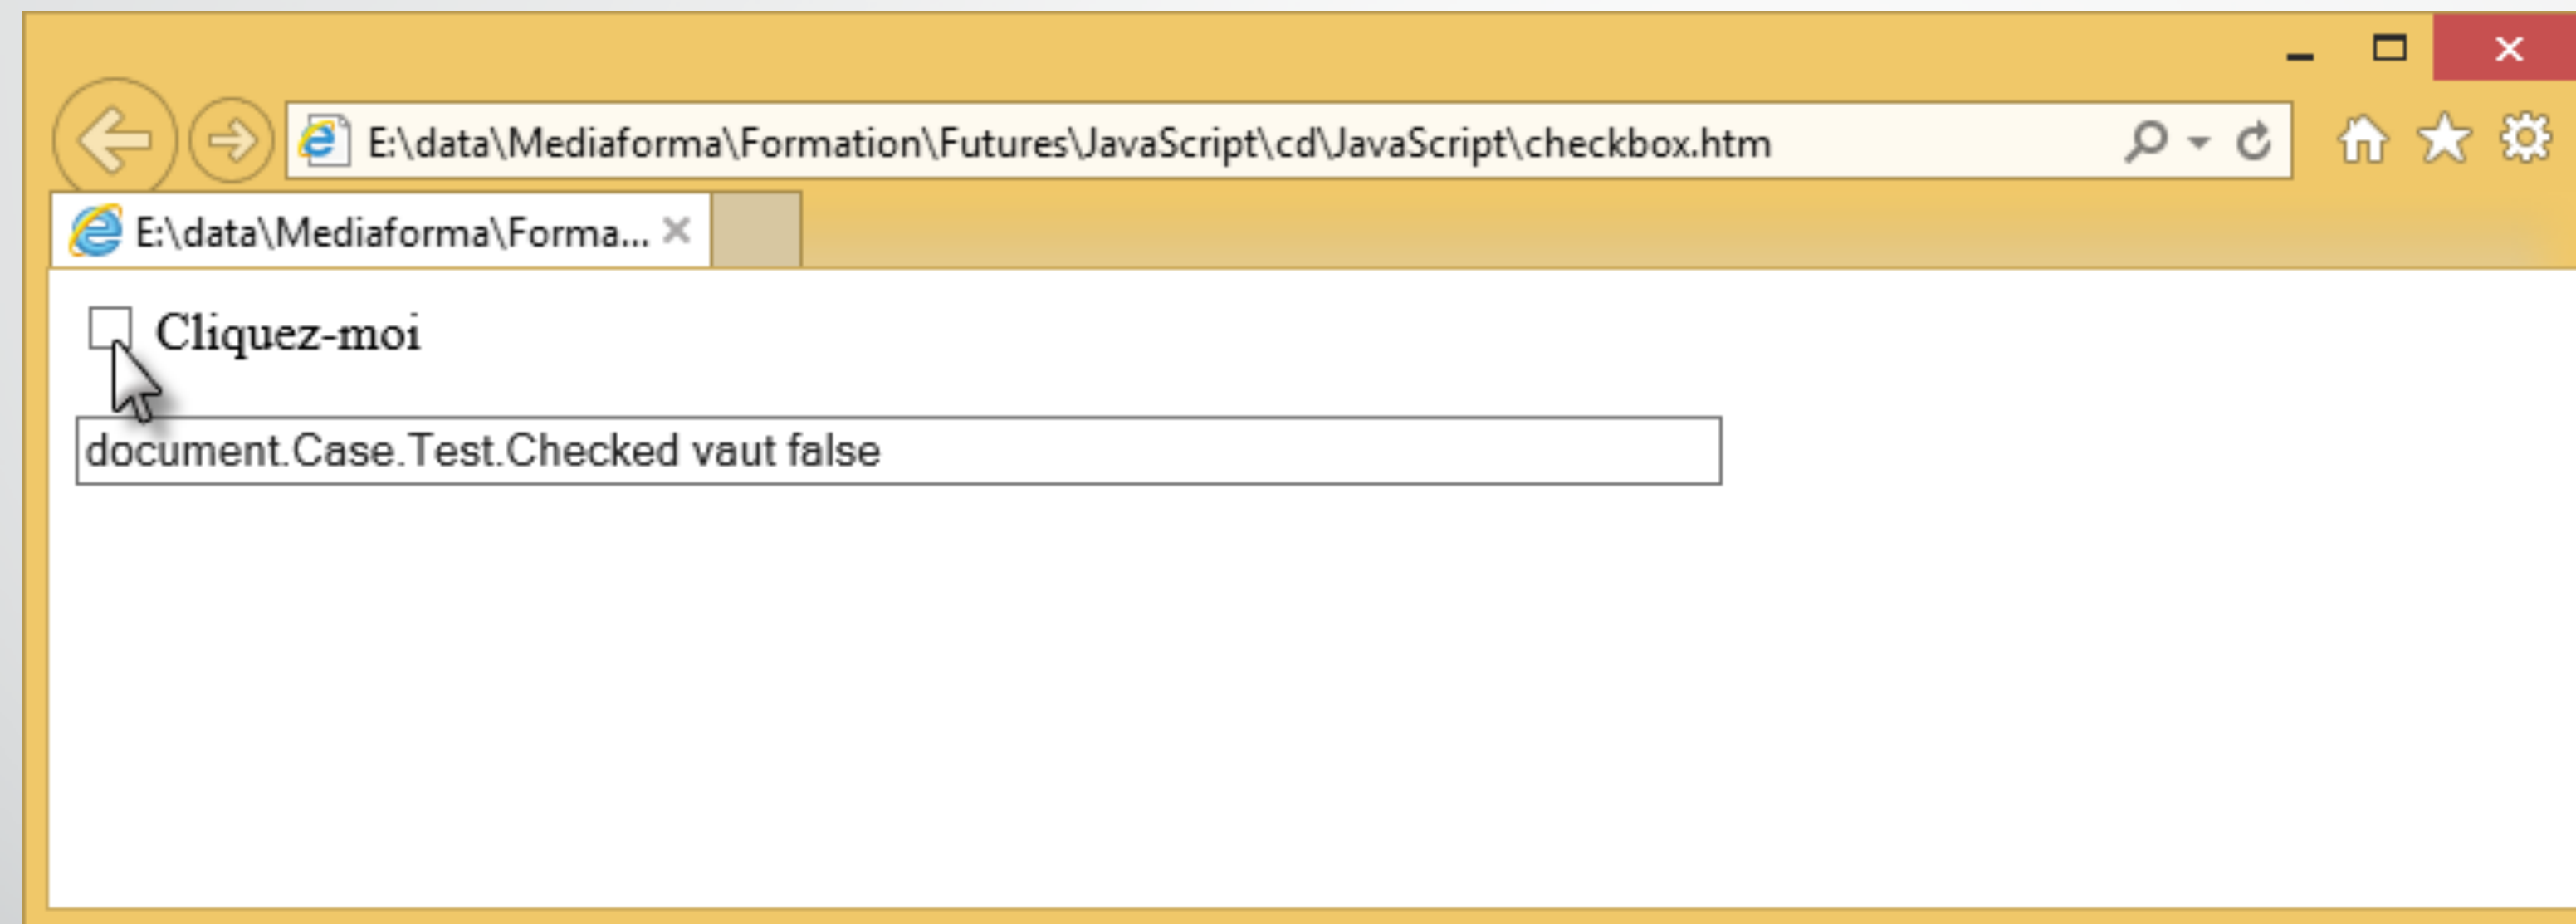 E:\data\Mediaforma\Formation\Futures\JavaScript\cd\JavaScript\checkbox.htm
E:\data\Mediaforma\Forma...
Cliquez-moi
document.Case.Test.Checked vaut false